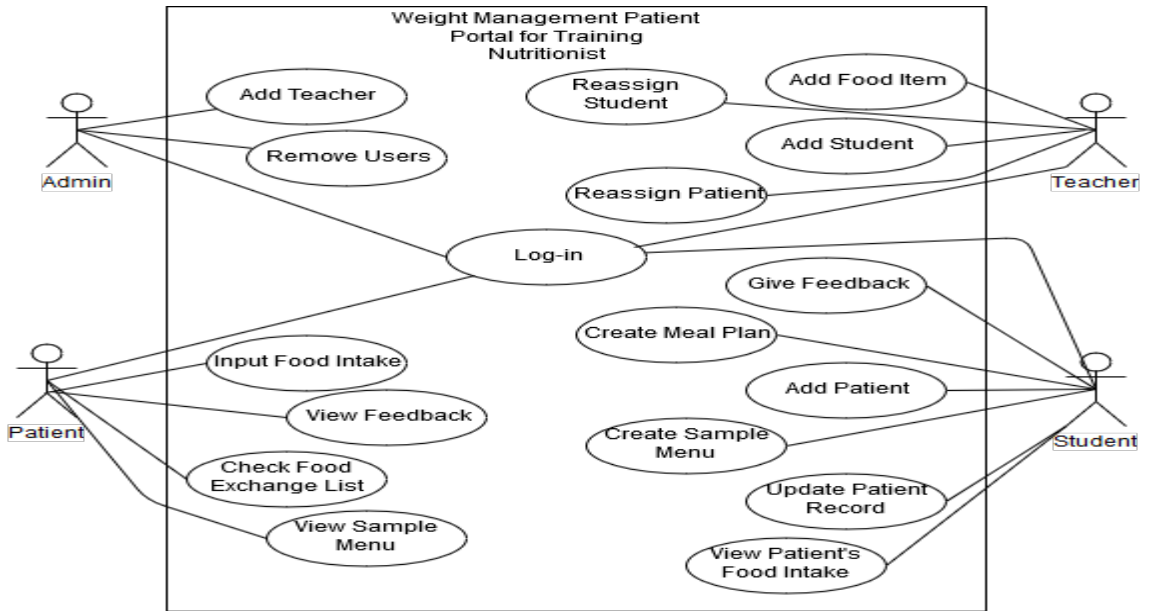 Weight Management Patient
Portal for Training
Nutritionist
Add Teacher
Remove Users
Admin
Reassign
Student
Add Food Item
Add Student
Reassign Patient
Teacher
Log-in
Give Feedback
Create Meal Plan
Add Patient
Create Sample
Menu
Student
Update Patient
Record
View Patient's
Food Intake
Input Food Intake
View Feedback
Patient
Check Food
Exchange List
View Sample
Menu